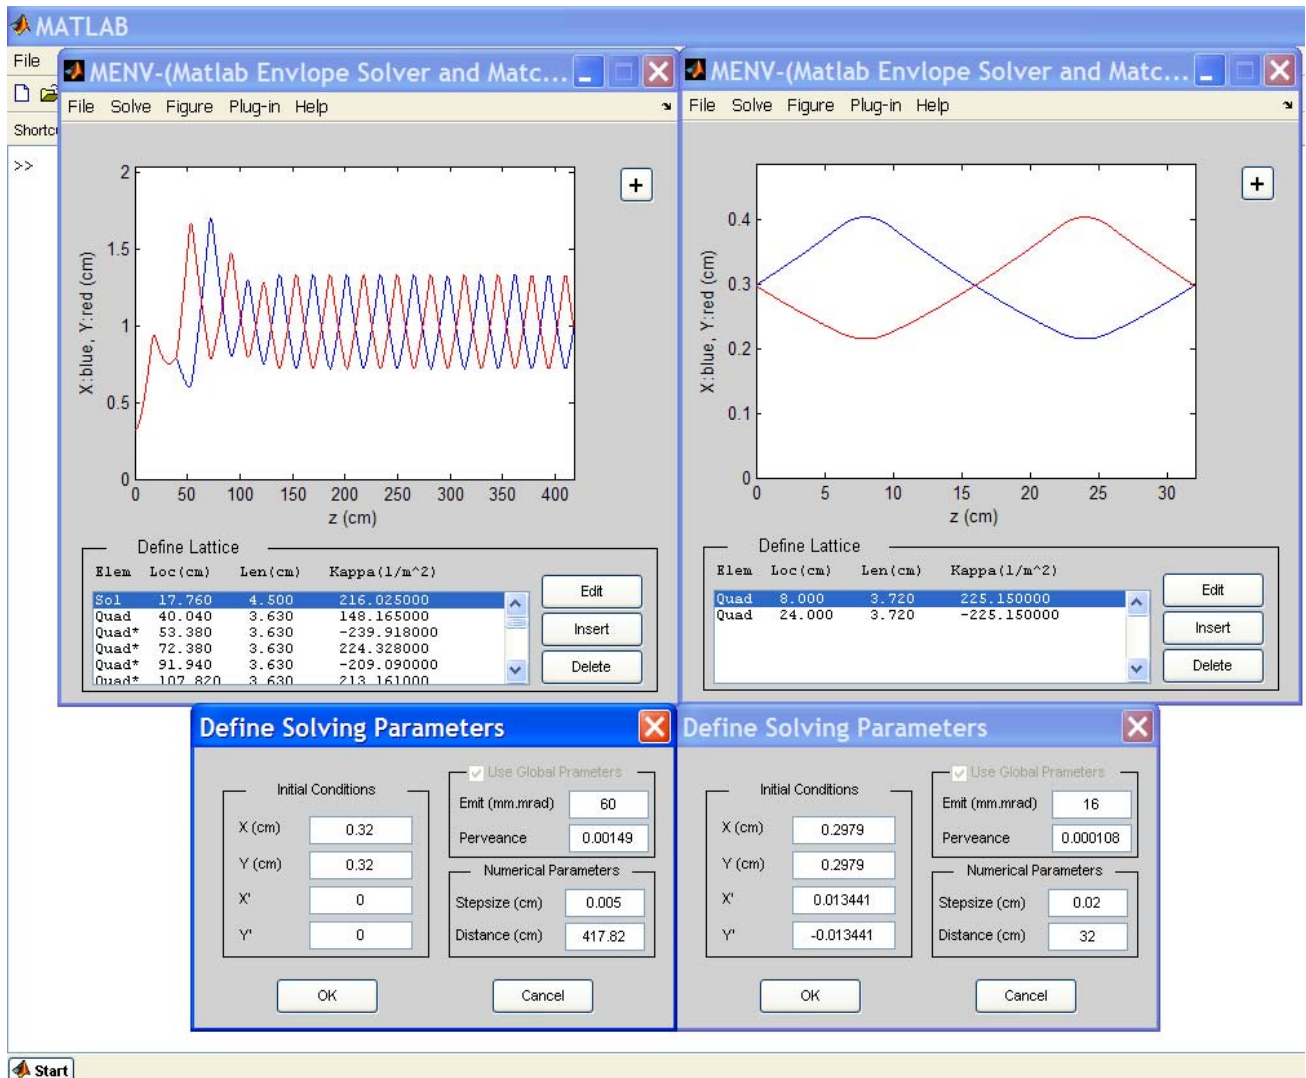 MATLAB
File
Shortc
>>
MENV-(Matlab Envlope Solver and Matc...
File Solve Figure Plug-in Help
+
X:blue, Y:red (cm)
2
1.5
1
0.5
0
0 50 100 150 200 250 300 350 400
z (cm)
Define Lattice
Elem Loc(cm) Len(cm) Kappa(1/m^2)
Sol 17.760 4.500 216.025000
Quad 40.040 3.630 148.165000
Quad* 53.380 3.630 -239.918000
Quad* 72.380 3.630 224.328000
Quad* 91.940 3.630 -209.090000
Quad* 107.820 3.630 213.161000
Edit
Insert
Delete
MENV-(Matlab Envlope Solver and Matc...
File Solve Figure Plug-in Help
+
X:blue, Y:red (cm)
0.4
0.3
0.2
0.1
0
0 5 10 15 20 25 30
z (cm)
Define Lattice
Elem Loc(cm) Len(cm) Kappa(1/m^2)
Quad 8.000 3.720 225.150000
Quad 24.000 3.720 -225.150000
Edit
Insert
Delete
Define Solving Parameters
Initial Conditions
X (cm) 0.32
Y (cm) 0.32
X' 0
Y' 0
Use Global Prameters
Emit (mm.mrad) 60
Perveance 0.00149
Numerical Parameters
Stepsize (cm) 0.005
Distance (cm) 417.82
OK
Cancel
Define Solving Parameters
Initial Conditions
X (cm) 0.2979
Y (cm) 0.2979
X' 0.013441
Y' -0.013441
Use Global Prameters
Emit (mm.mrad) 16
Perveance 0.000108
Numerical Parameters
Stepsize (cm) 0.02
Distance (cm) 32
OK
Cancel
Start